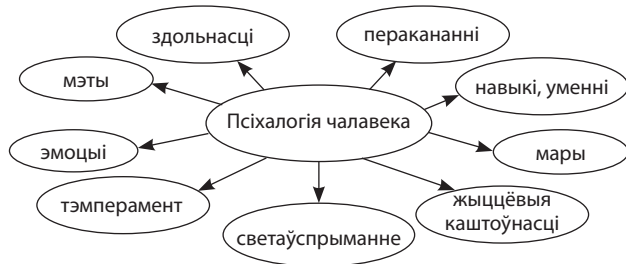 здольнасці
перакананні
мэты
навыкі, уменні
Псіхалогія чалавека
эмоцыі
мары
тэмперамент
жыццёвыя
каштоўнасці
светаўспрыманне